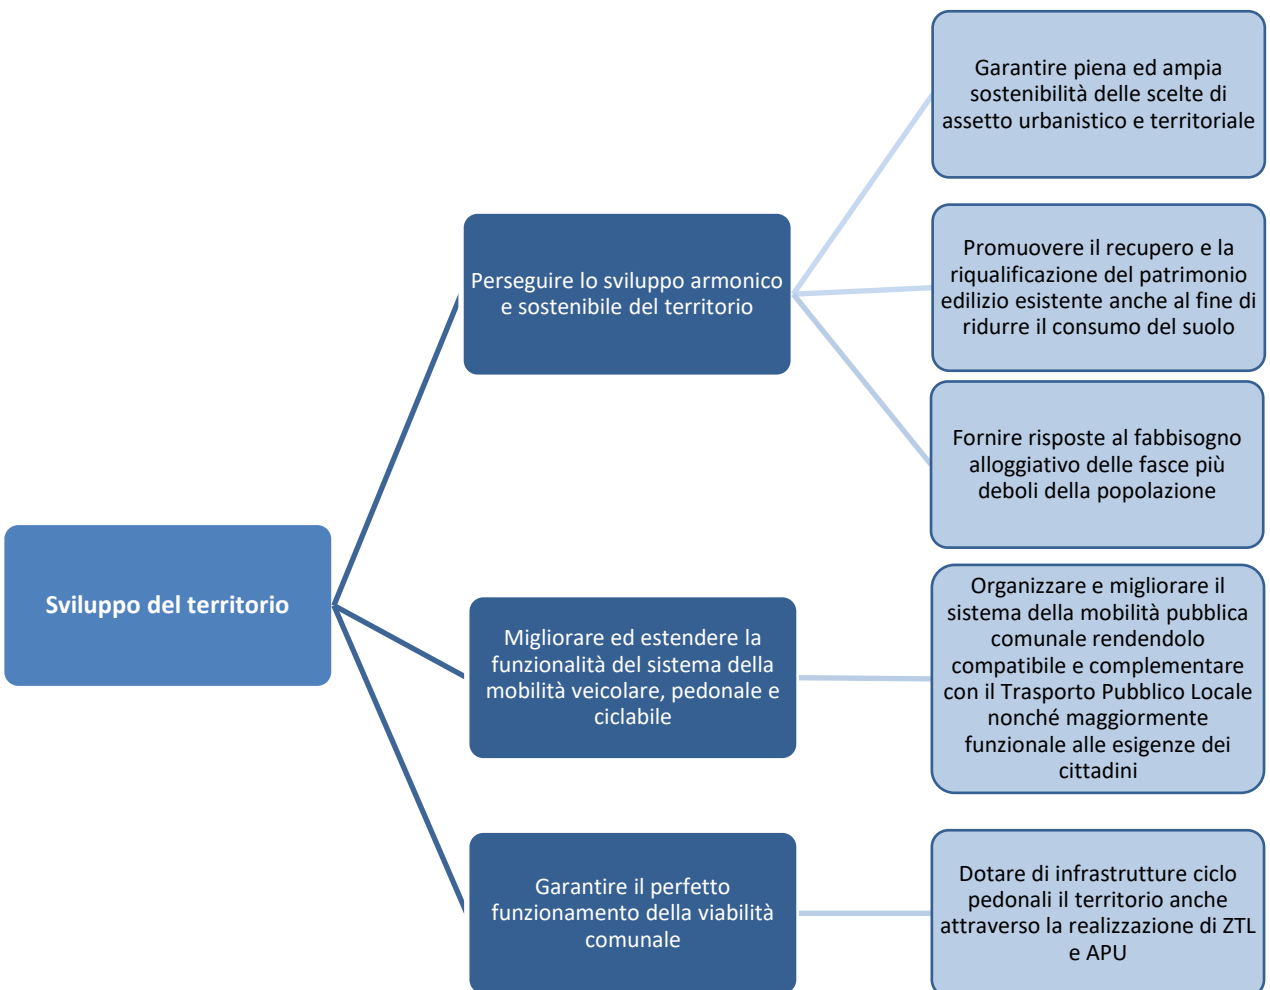 Sviluppo del territorio
Perseguire lo sviluppo armonico
e sostenibile del territorio
Garantire piena ed ampia
sostenibilità delle scelte di
assetto urbanistico e territoriale
Promuovere il recupero e la
riqualificazione del patrimonio
edilizio esistente anche al fine di
ridurre il consumo del suolo
Fornire risposte al fabbisogno
alloggiativo delle fasce più
deboli della popolazione
Migliorare ed estendere la
funzionalità del sistema della
mobilità veicolare, pedonale e
ciclabile
Organizzare e migliorare il
sistema della mobilità pubblica
comunale rendendolo
compatibile e complementare
con il Trasporto Pubblico Locale
nonché maggiormente
funzionale alle esigenze dei
cittadini
Garantire il perfetto
funzionamento della viabilità
comunale
Dotare di infrastrutture ciclo
pedonali il territorio anche
attraverso la realizzazione di ZTL
e APU